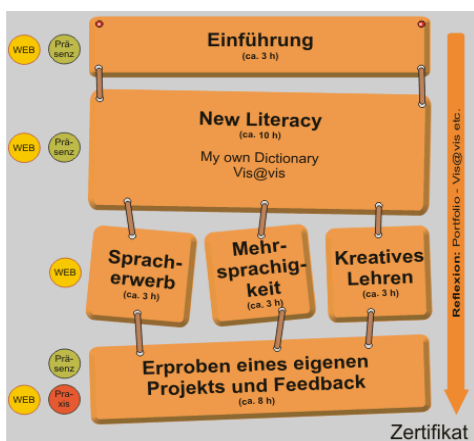 WEB
Prä-
senz
Einführung
(ca. 3 h)
WEB
Prä-
senz
New Literacy
(ca. 10 h)
My own Dictionary
Vis@vis
WEB
Sprach-
erwerb
(ca. 3 h)
Mehr-
sprachig-
keit
(ca. 3 h)
Kreatives
Lehren
(ca. 3 h)
Prä-
senz
WEB
Pra-
xis
Erproben eines eigenen
Projekts und Feedback
(ca. 8 h)
Reflexion: Portfolio - Vis@vis etc.
Zertifikat